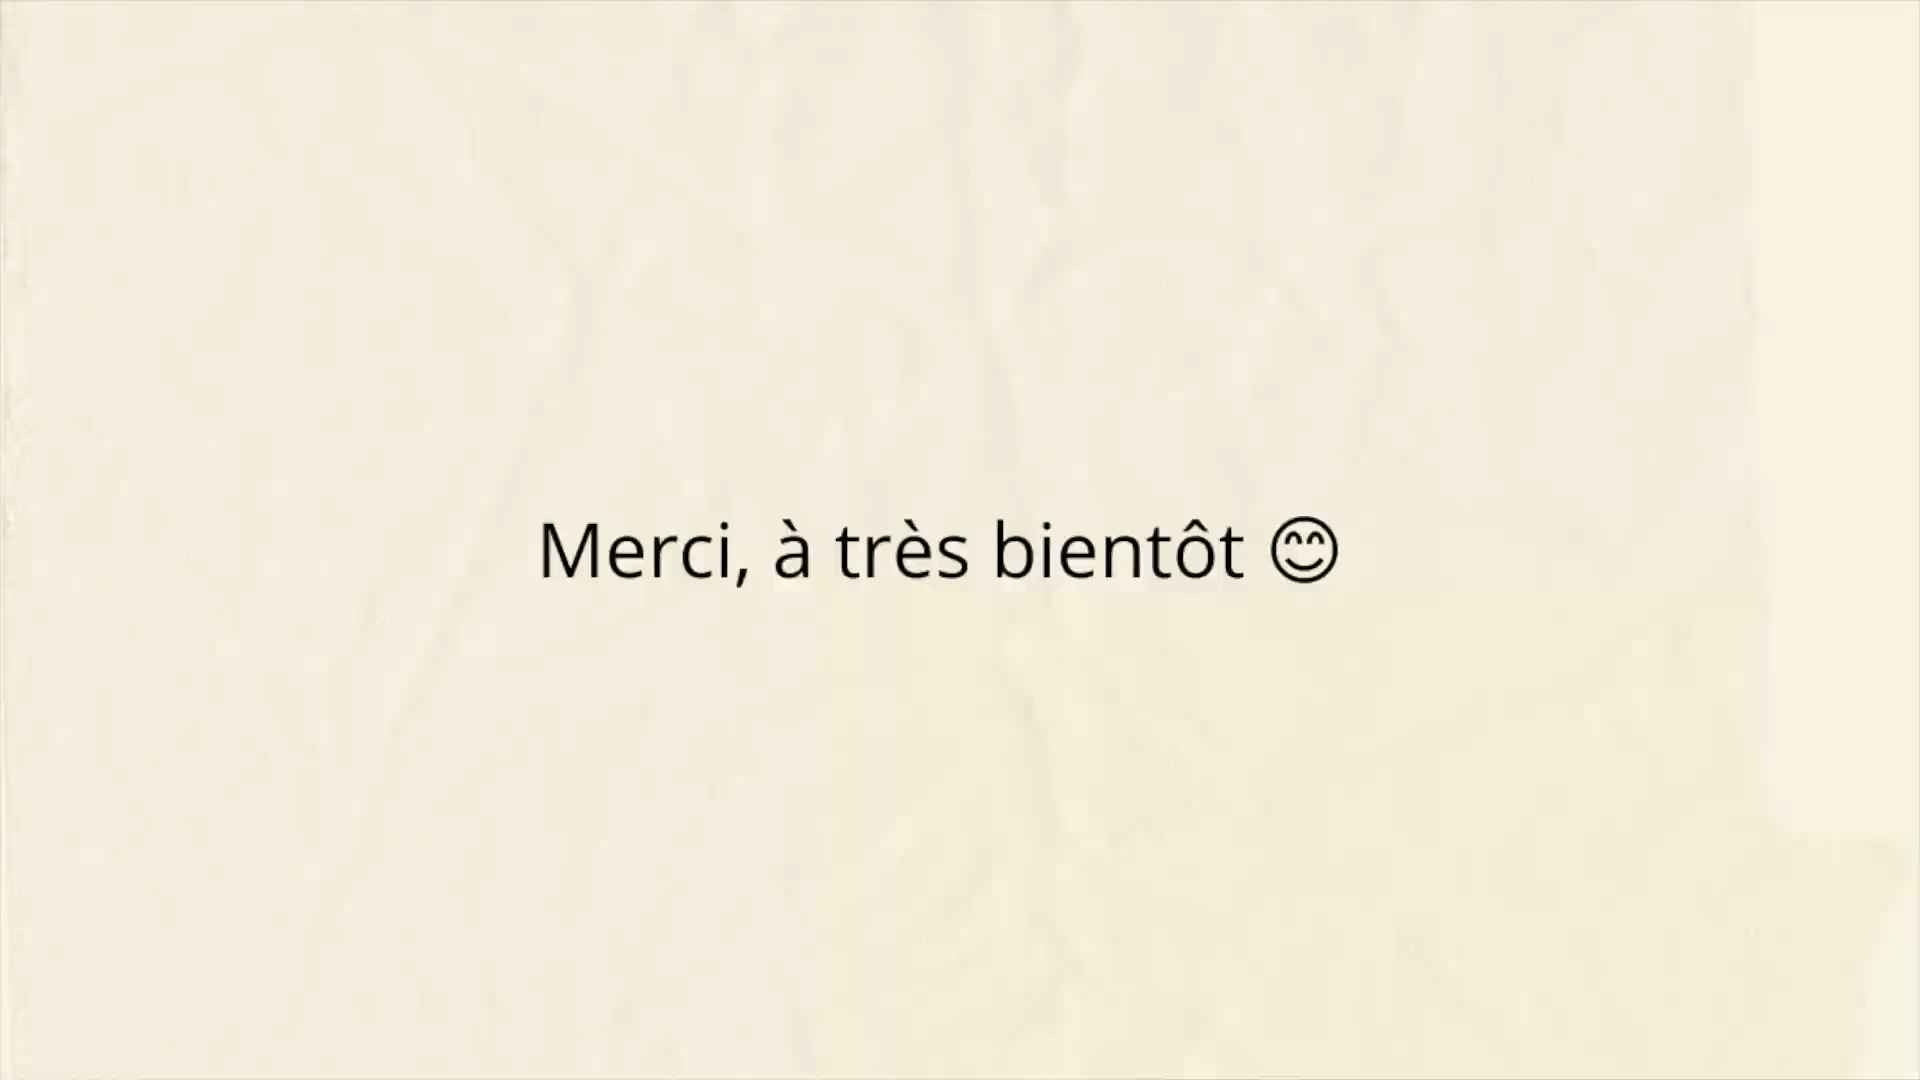 Merci, à très bientôt 😊